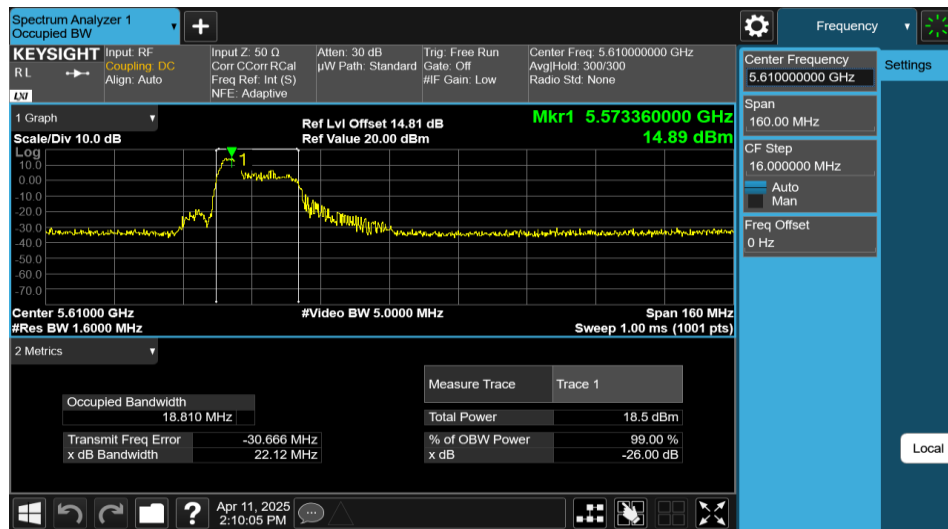 Spectrum Analyzer 1
Occupied BW
Frequency
KEYSIGHT
R L
LXI
Input: RF
Coupling: DC
Align: Auto
Input Z: 50 Ω
Corr CCorr RCal
Freq Ref: Int (S)
NFE: Adaptive
Atten: 30 dB
µW Path: Standard
Trig: Free Run
Gate: Off
#IF Gain: Low
Center Freq: 5.610000000 GHz
Avg|Hold: 300/300
Radio Std: None
Center Frequency
5.610000000 GHz
Settings
Span
160.00 MHz
CF Step
16.000000 MHz
Auto
Man
Freq Offset
0 Hz
1 Graph
Scale/Div 10.0 dB
Ref Lvl Offset 14.81 dB
Ref Value 20.00 dBm
Mkr1 5.573360000 GHz
14.89 dBm
Log
10.0
0.00
-10.0
-20.0
-30.0
-40.0
-50.0
-60.0
-70.0
1
Center 5.61000 GHz
#Video BW 5.0000 MHz
Span 160 MHz
#Res BW 1.6000 MHz
Sweep 1.00 ms (1001 pts)
2 Metrics
Measure Trace Trace 1
Occupied Bandwidth
18.810 MHz
Total Power 18.5 dBm
Transmit Freq Error -30.666 MHz
% of OBW Power 99.00 %
x dB Bandwidth 22.12 MHz
x dB -26.00 dB
Local
?
Apr 11, 2025
2:10:05 PM